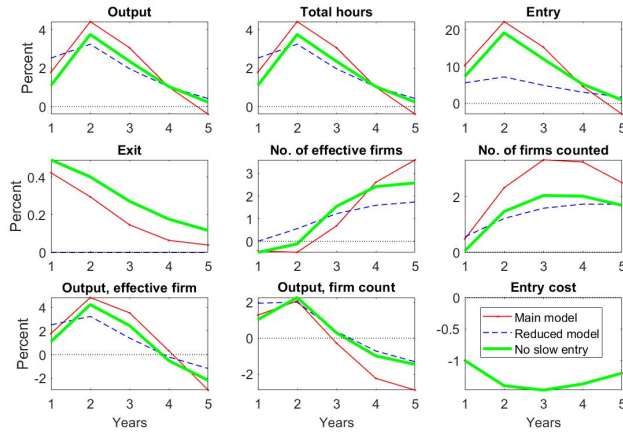 Output
Total hours
Entry
Percent
4
2
0
1 2 3 4 5
4
2
0
1 2 3 4 5
20
10
0
1 2 3 4 5
Exit
No. of effective firms
No. of firms counted
Percent
0.4
0.2
0
1 2 3 4 5
3
2
1
0
1 2 3 4 5
2
0
1 2 3 4 5
Output, effective firm
Output, firm count
Entry cost
Percent
4
2
0
-2
1 2 3 4 5
Years
2
0
-2
1 2 3 4 5
Years
0
-0.5
-1
1 2 3 4 5
Years
Main model
Reduced model
No slow entry